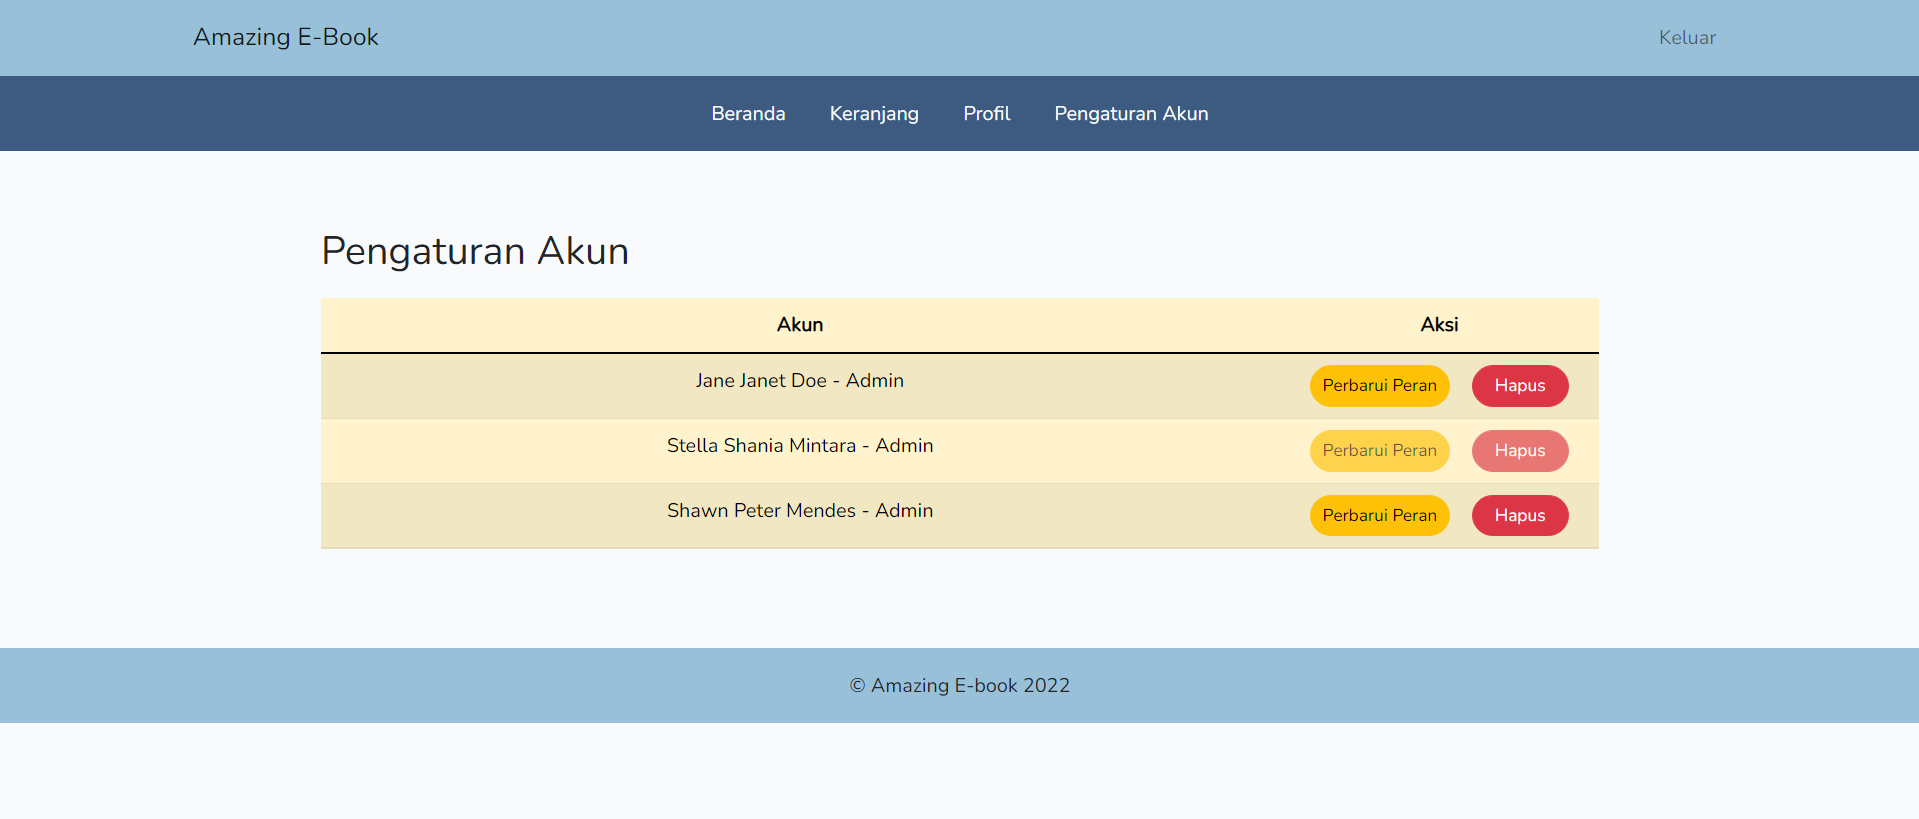 Amazing E-Book Keluar
Beranda Keranjang Profil Pengaturan Akun
Pengaturan Akun
Akun Aksi
Jane Janet Doe - Admin Perbarui Peran Hapus
Stella Shania Mintara - Admin Perbarui Peran Hapus
Shawn Peter Mendes - Admin Perbarui Peran Hapus
© Amazing E-book 2022